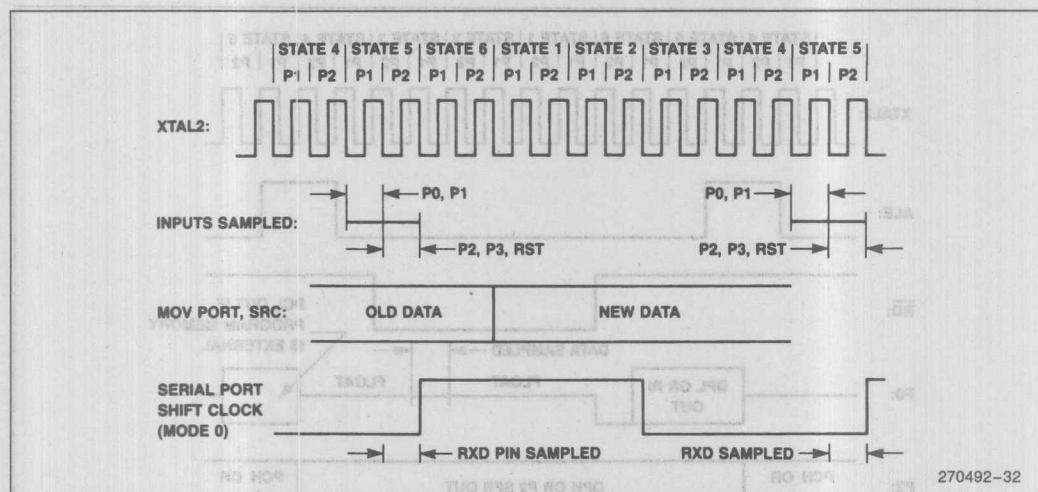 STATE 4 STATE 5 STATE 6 STATE 1 STATE 2 STATE 3 STATE 4 STATE 5
P1 P2 P1 P2 P1 P2 P1 P2 P1 P2 P1 P2 P1 P2 P1 P2
XTAL2:
P0, P1 P0, P1
INPUTS SAMPLED:
P2, P3, RST P2, P3, RST
MOV PORT, SRC: OLD DATA NEW DATA
SERIAL PORT
SHIFT CLOCK
(MODE 0)
RXD PIN SAMPLED RXD SAMPLED
270492-32